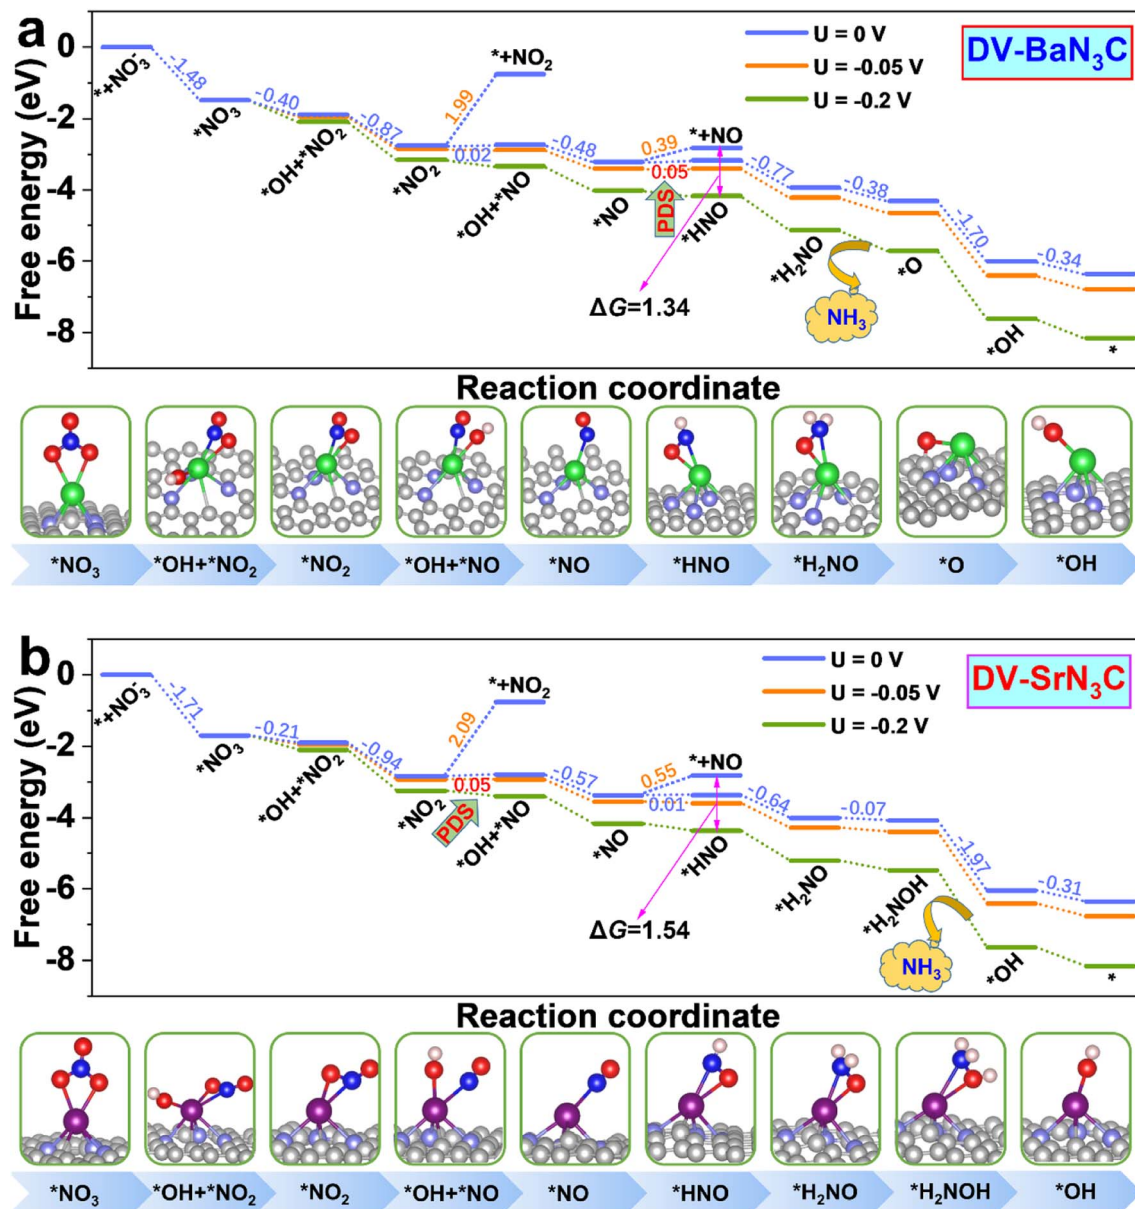 a
Free energy (eV)
0
-2
-4
-6
-8
U = 0 V
U = -0.05 V
U = -0.2 V
DV-BaN₃C
*+NO₃⁻
-1.48
*NO₃
-0.40
*OH+*NO₂
-0.87
*NO₂
1.99
*+NO₂
0.02
*OH+*NO
-0.48
*NO
0.39
*+NO
0.05
PDS
*HNO
-0.77
*H₂NO
-0.38
*O
-1.70
*OH
-0.34
*
ΔG=1.34
NH₃
Reaction coordinate
*NO₃ *OH+*NO₂ *NO₂ *OH+*NO *NO *HNO *H₂NO *O *OH
b
Free energy (eV)
0
-2
-4
-6
-8
U = 0 V
U = -0.05 V
U = -0.2 V
DV-SrN₃C
*+NO₃⁻
-1.71
*NO₃
-0.21
*OH+*NO₂
-0.94
*NO₂
2.09
*+NO₂
0.05
PDS
*OH+*NO
-0.57
*NO
0.55
*+NO
0.01
*HNO
-0.64
*H₂NO
-0.07
*H₂NOH
-1.97
*OH
-0.31
*
ΔG=1.54
NH₃
Reaction coordinate
*NO₃ *OH+*NO₂ *NO₂ *OH+*NO *NO *HNO *H₂NO *H₂NOH *OH